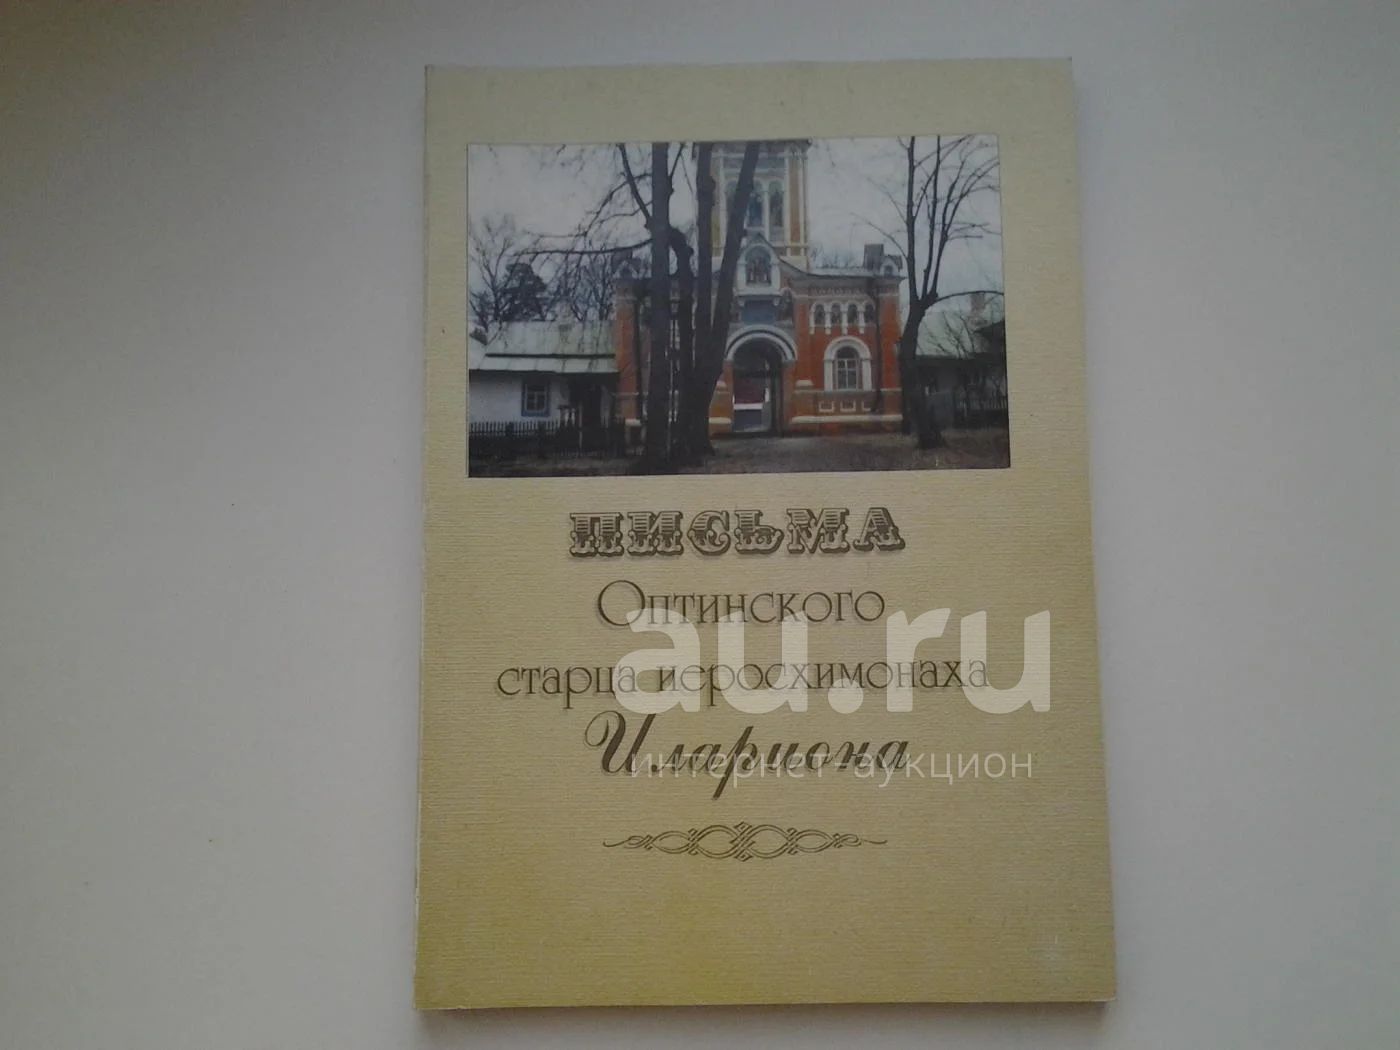 ПИСЬМА
Оптинского
старца иеросхимонаха
Илариона
au.ru
интернет-аукцион